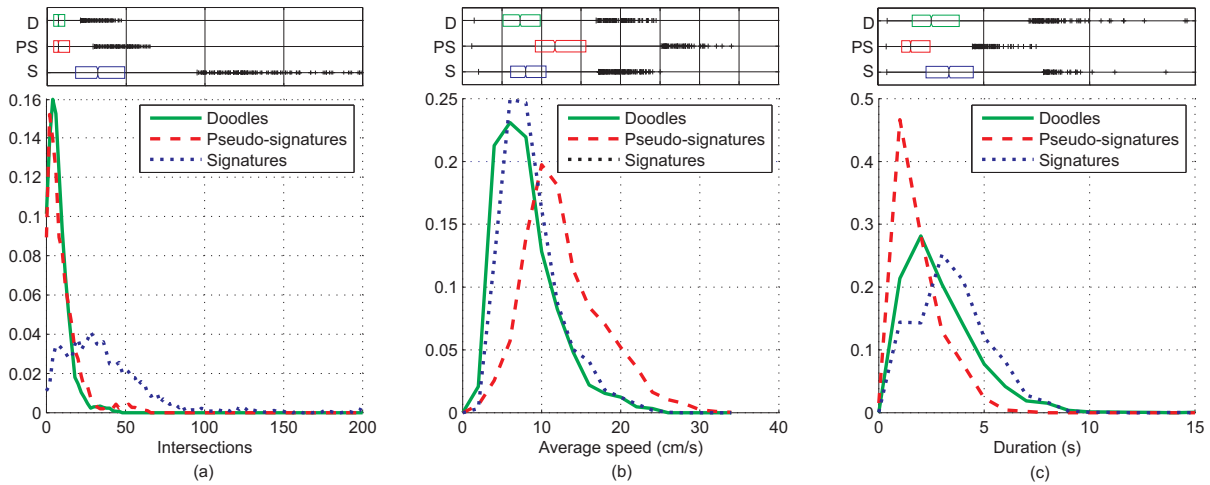 D
PS
S
0.16
0.14
0.12
0.1
0.08
0.06
0.04
0.02
0
Doodles
Pseudo-signatures
Signatures
0
50
100
150
200
Intersections
(a)
D
PS
S
0.25
0.2
0.15
0.1
0.05
0
Doodles
Pseudo-signatures
Signatures
0
10
20
30
40
Average speed (cm/s)
(b)
D
PS
S
0.5
0.4
0.3
0.2
0.1
0
Doodles
Pseudo-signatures
Signatures
0
5
10
15
Duration (s)
(c)